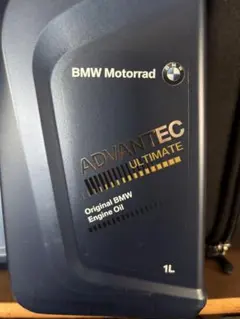 BMW Motorrad
ADVANTEC
ULTIMATE
Original BMW
Engine Oil
1L